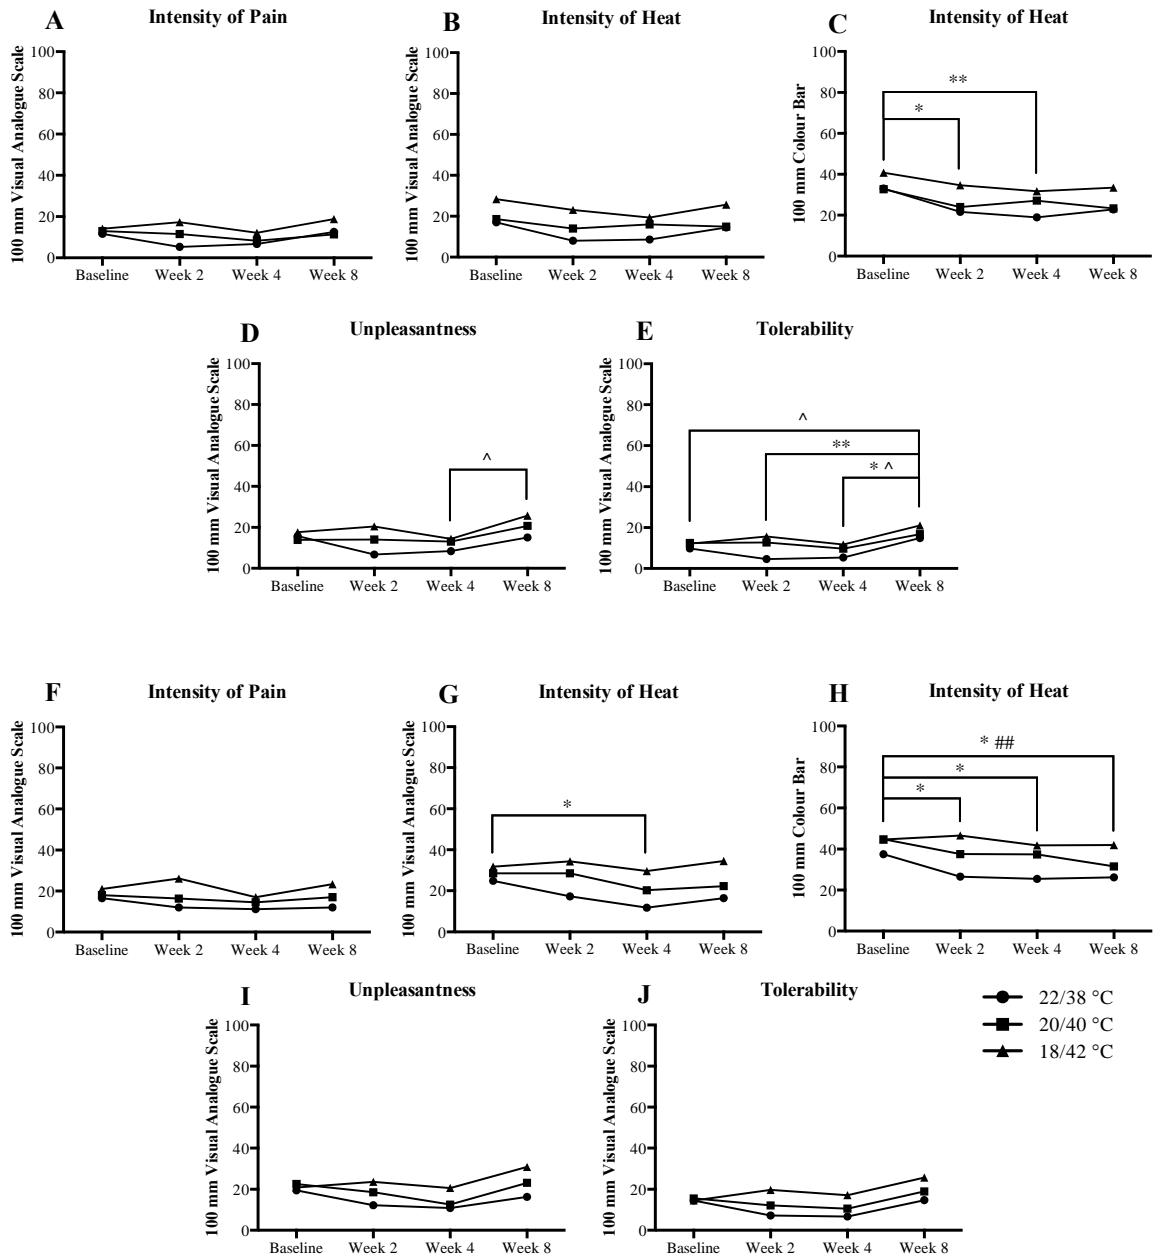 A
Intensity of Pain
100 mm Visual Analogue Scale
100
80
60
40
20
0
Baseline Week 2 Week 4 Week 8
B
Intensity of Heat
100 mm Visual Analogue Scale
100
80
60
40
20
0
Baseline Week 2 Week 4 Week 8
C
Intensity of Heat
100 mm Colour Bar
100
80
60
40
20
0
**
*
Baseline Week 2 Week 4 Week 8
D
Unpleasantness
100 mm Visual Analogue Scale
100
80
60
40
20
0
^
Baseline Week 2 Week 4 Week 8
E
Tolerability
100 mm Visual Analogue Scale
100
80
60
40
20
0
^
**
* ^
Baseline Week 2 Week 4 Week 8
F
Intensity of Pain
100 mm Visual Analogue Scale
100
80
60
40
20
0
Baseline Week 2 Week 4 Week 8
G
Intensity of Heat
100 mm Visual Analogue Scale
100
80
60
40
20
0
*
Baseline Week 2 Week 4 Week 8
H
Intensity of Heat
100 mm Colour Bar
100
80
60
40
20
0
* ##
*
*
Baseline Week 2 Week 4 Week 8
I
Unpleasantness
100 mm Visual Analogue Scale
100
80
60
40
20
0
Baseline Week 2 Week 4 Week 8
J
Tolerability
100 mm Visual Analogue Scale
100
80
60
40
20
0
Baseline Week 2 Week 4 Week 8
22/38 °C
20/40 °C
18/42 °C